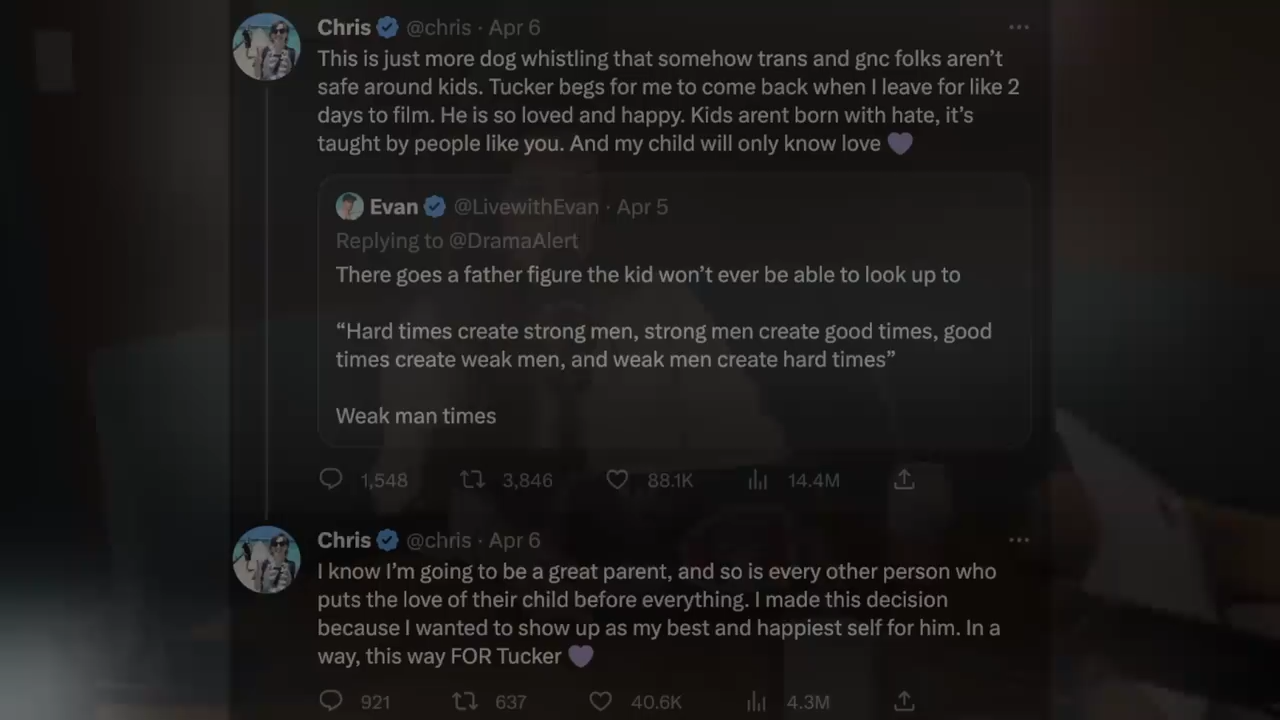 Chris @chris · Apr 6
This is just more dog whistling that somehow trans and gnc folks aren't
safe around kids. Tucker begs for me to come back when I leave for like 2
days to film. He is so loved and happy. Kids arent born with hate, it's
taught by people like you. And my child will only know love 💜
Evan @LivewithEvan · Apr 5
Replying to @DramaAlert
There goes a father figure the kid won't ever be able to look up to
“Hard times create strong men, strong men create good times, good
times create weak men, and weak men create hard times”
Weak man times
1,548 3,846 88.1K 14.4M
Chris @chris · Apr 6
I know I'm going to be a great parent, and so is every other person who
puts the love of their child before everything. I made this decision
because I wanted to show up as my best and happiest self for him. In a
way, this way FOR Tucker 💜
921 637 40.6K 4.3M